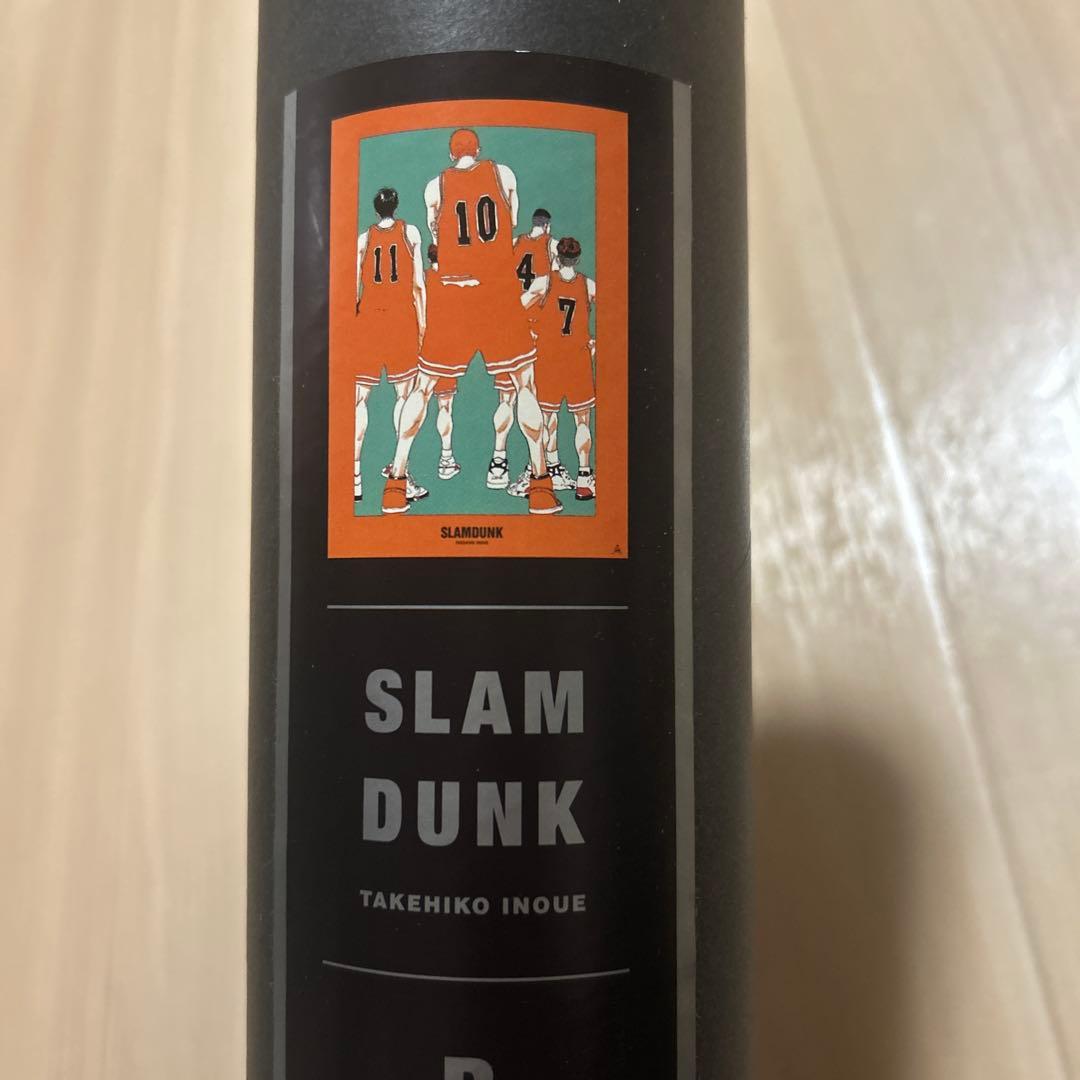 10
11
4
7
SLAMDUNK
SLAM
DUNK
TAKEHIKO INOUE